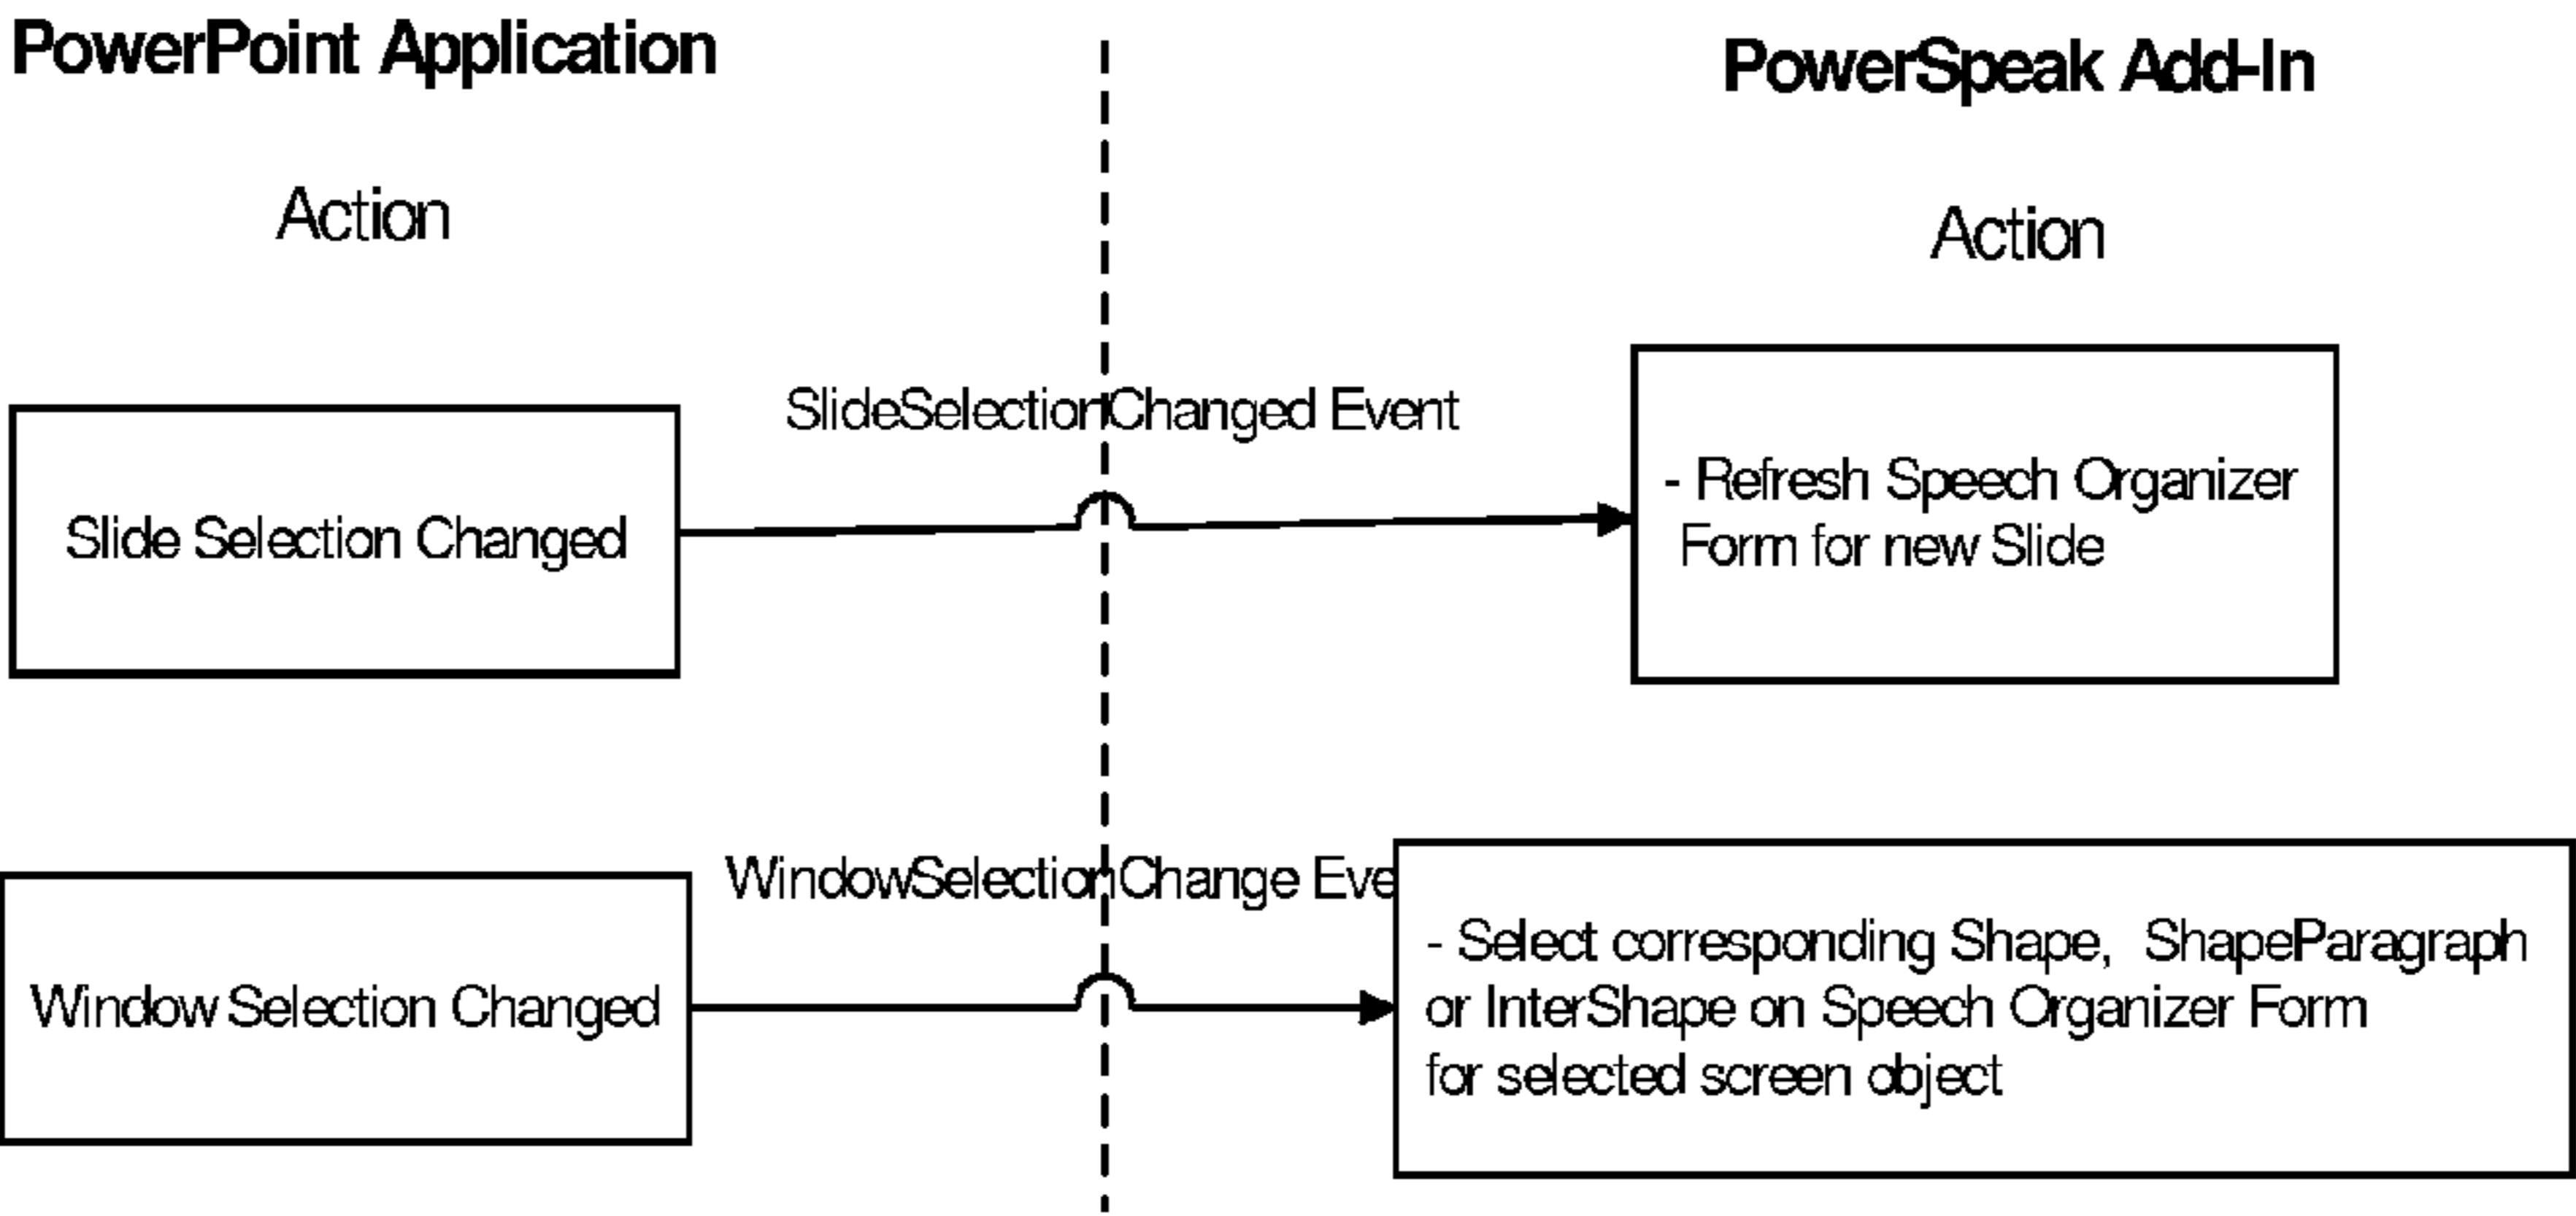 PowerPoint Application
PowerSpeak Add-In
Action
Action
SlideSelectionChanged Event
Slide Selection Changed
- Refresh Speech Organizer
Form for new Slide
WindowSelectionChange Eve
Window Selection Changed
- Select corresponding Shape, ShapeParagraph
or InterShape on Speech Organizer Form
for selected screen object